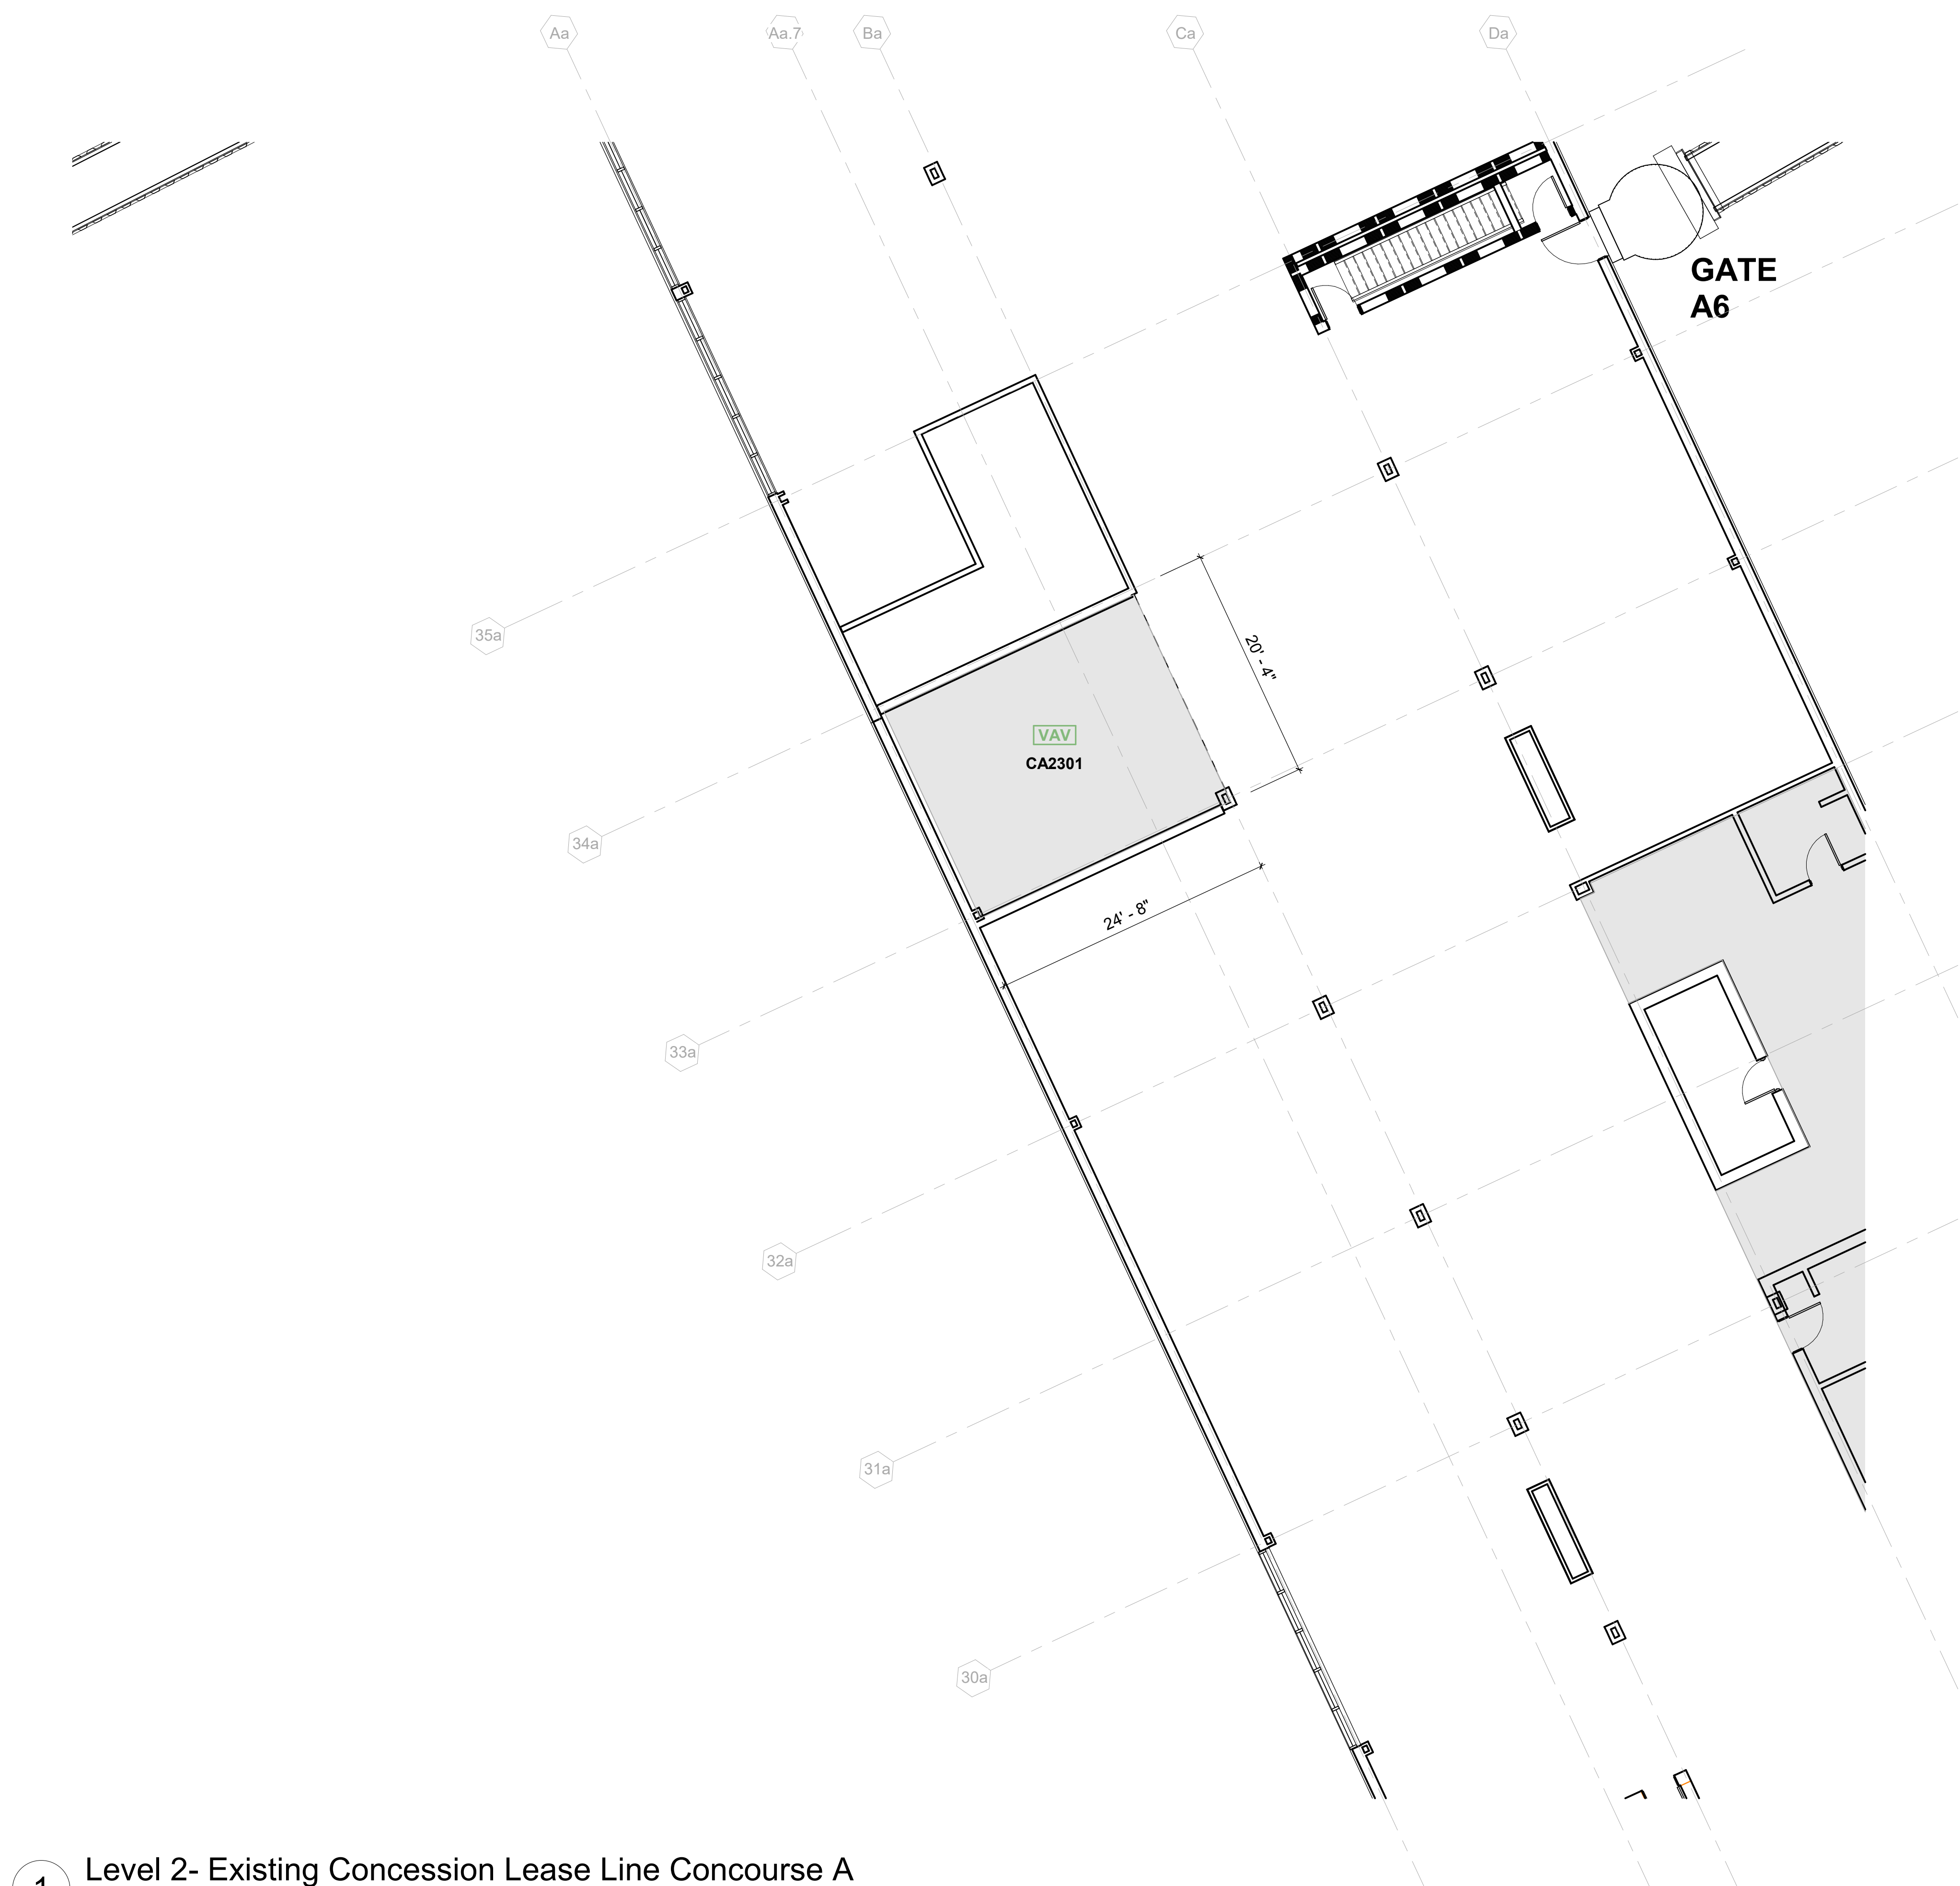 Aa
Aa.7
Ba
Ca
Da
GATE
A6
35a
20' - 4"
VAV
CA2301
34a
24' - 8"
33a
32a
31a
30a
1
Level 2- Existing Concession Lease Line Concourse A